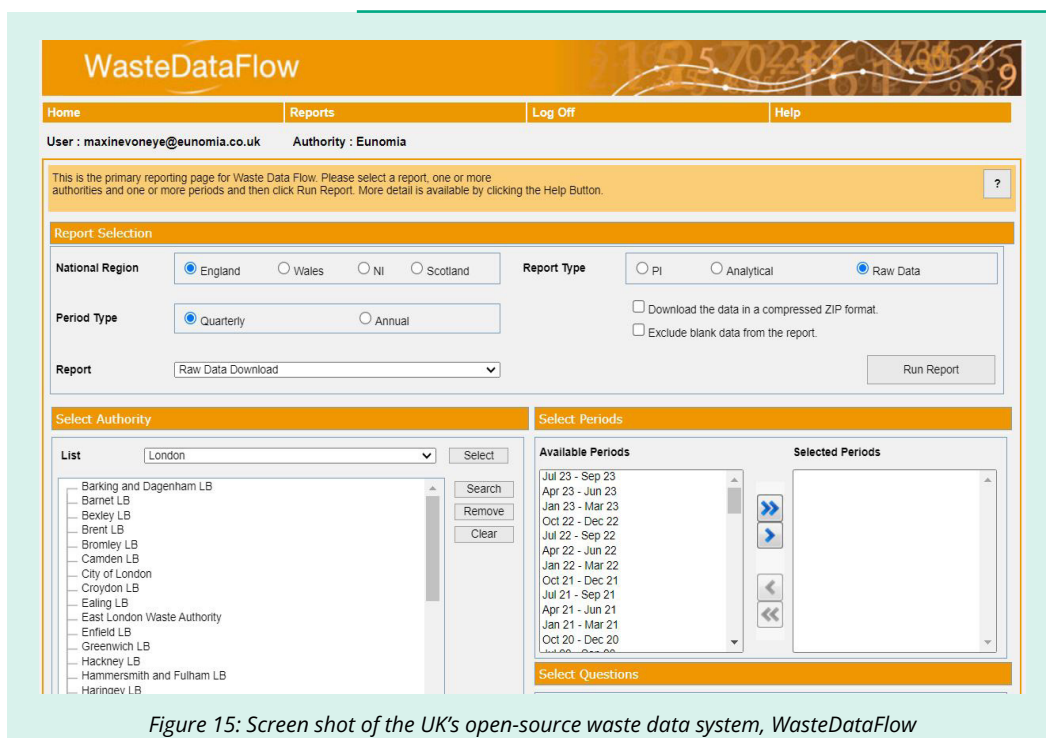 WasteDataFlow
Home Reports Log Off Help
User : maxinevoneye@eunomia.co.uk Authority : Eunomia
This is the primary reporting page for Waste Data Flow. Please select a report, one or more
authorities and one or more periods and then click Run Report. More detail is available by clicking the Help Button.
?
Report Selection
National Region England Wales NI Scotland Report Type PI Analytical Raw Data
Period Type Quarterly Annual
Download the data in a compressed ZIP format.
Exclude blank data from the report.
Report Raw Data Download Run Report
Select Authority
List London Select
Barking and Dagenham LB
Barnet LB
Bexley LB
Brent LB
Bromley LB
Camden LB
City of London
Croydon LB
Ealing LB
East London Waste Authority
Enfield LB
Greenwich LB
Hackney LB
Hammersmith and Fulham LB
Haringey LB
Search
Remove
Clear
Select Periods
Available Periods Selected Periods
Jul 23 - Sep 23
Apr 23 - Jun 23
Jan 23 - Mar 23
Oct 22 - Dec 22
Jul 22 - Sep 22
Apr 22 - Jun 22
Jan 22 - Mar 22
Oct 21 - Dec 21
Jul 21 - Sep 21
Apr 21 - Jun 21
Jan 21 - Mar 21
Oct 20 - Dec 20
Select Questions
Figure 15: Screen shot of the UK's open-source waste data system, WasteDataFlow